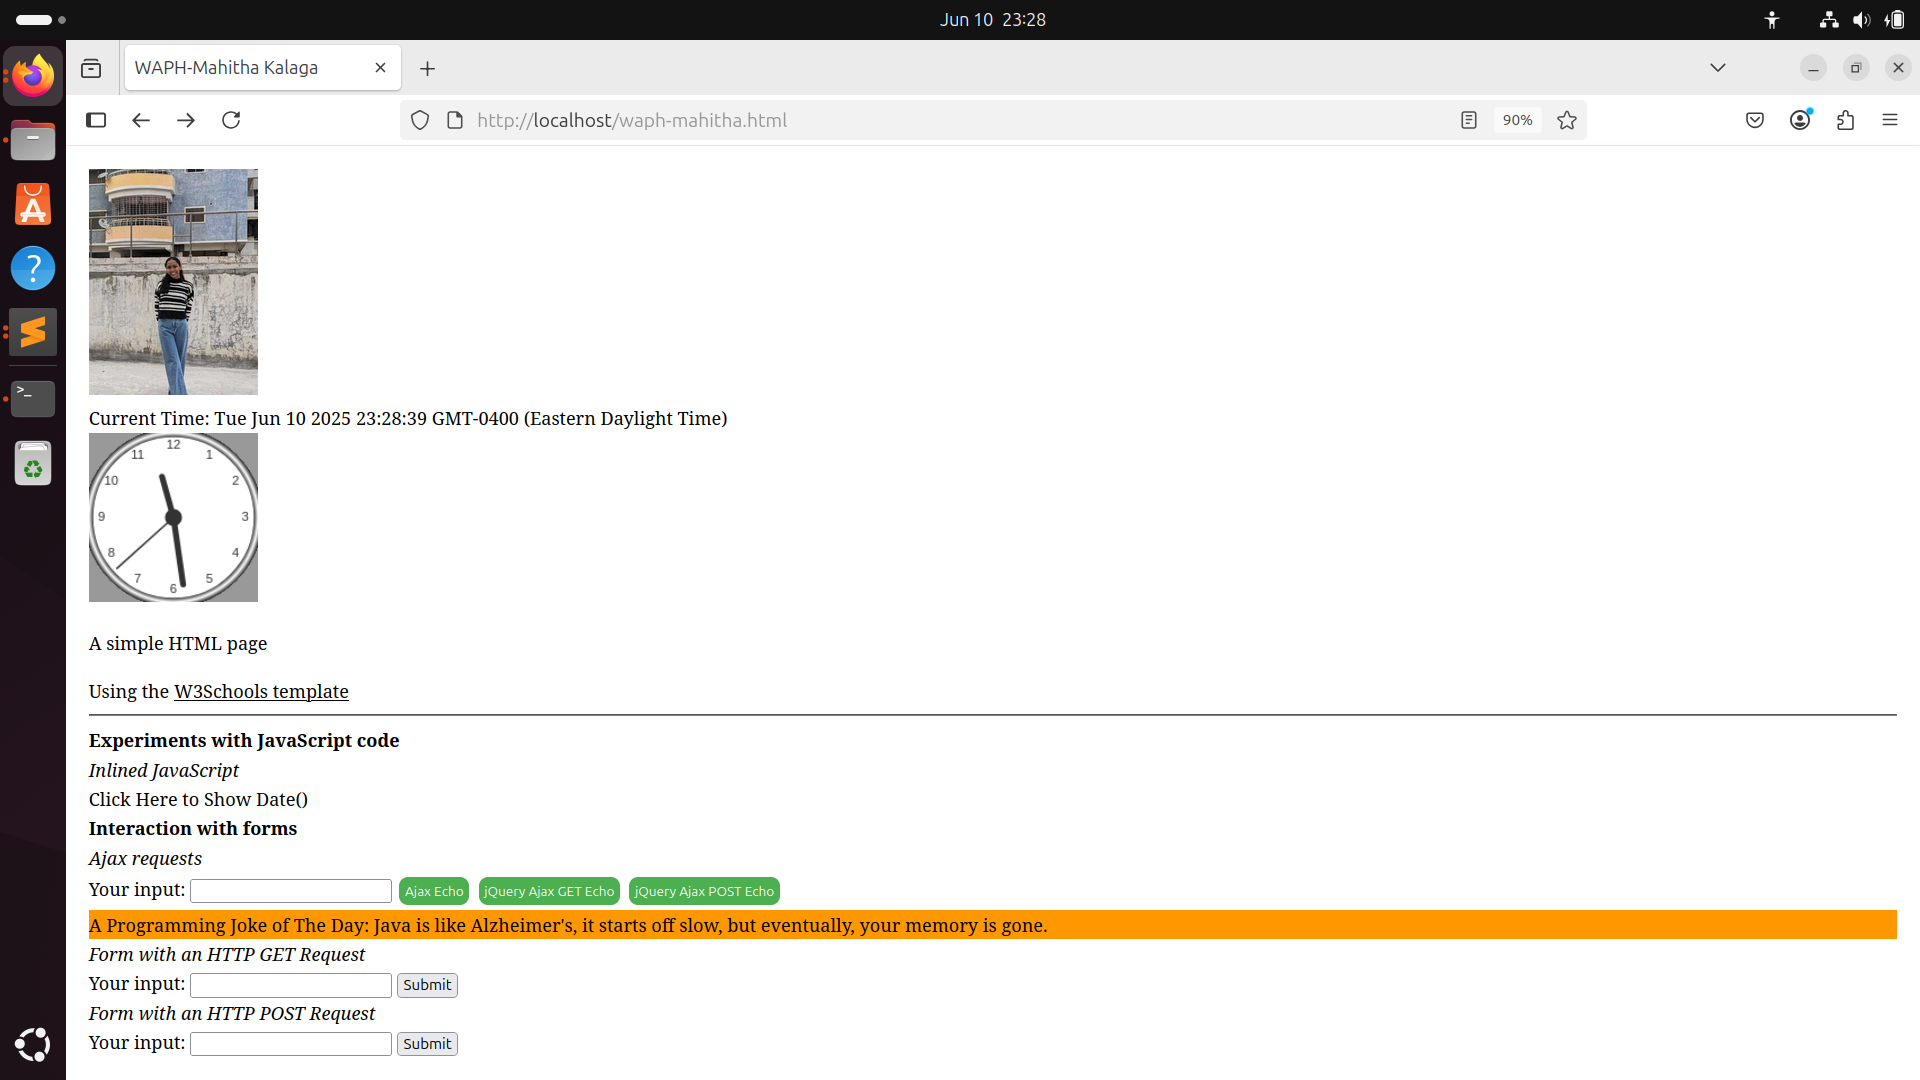 Jun 10 23:28
WAPH-Mahitha Kalaga
http://localhost/waph-mahitha.html
90%
Current Time: Tue Jun 10 2025 23:28:39 GMT-0400 (Eastern Daylight Time)
12
11 1
10 2
9 3
8 4
7 5
6
A simple HTML page
Using the W3Schools template
Experiments with JavaScript code
Inlined JavaScript
Click Here to Show Date()
Interaction with forms
Ajax requests
Your input: Ajax Echo jQuery Ajax GET Echo jQuery Ajax POST Echo
A Programming Joke of The Day: Java is like Alzheimer's, it starts off slow, but eventually, your memory is gone.
Form with an HTTP GET Request
Your input: Submit
Form with an HTTP POST Request
Your input: Submit